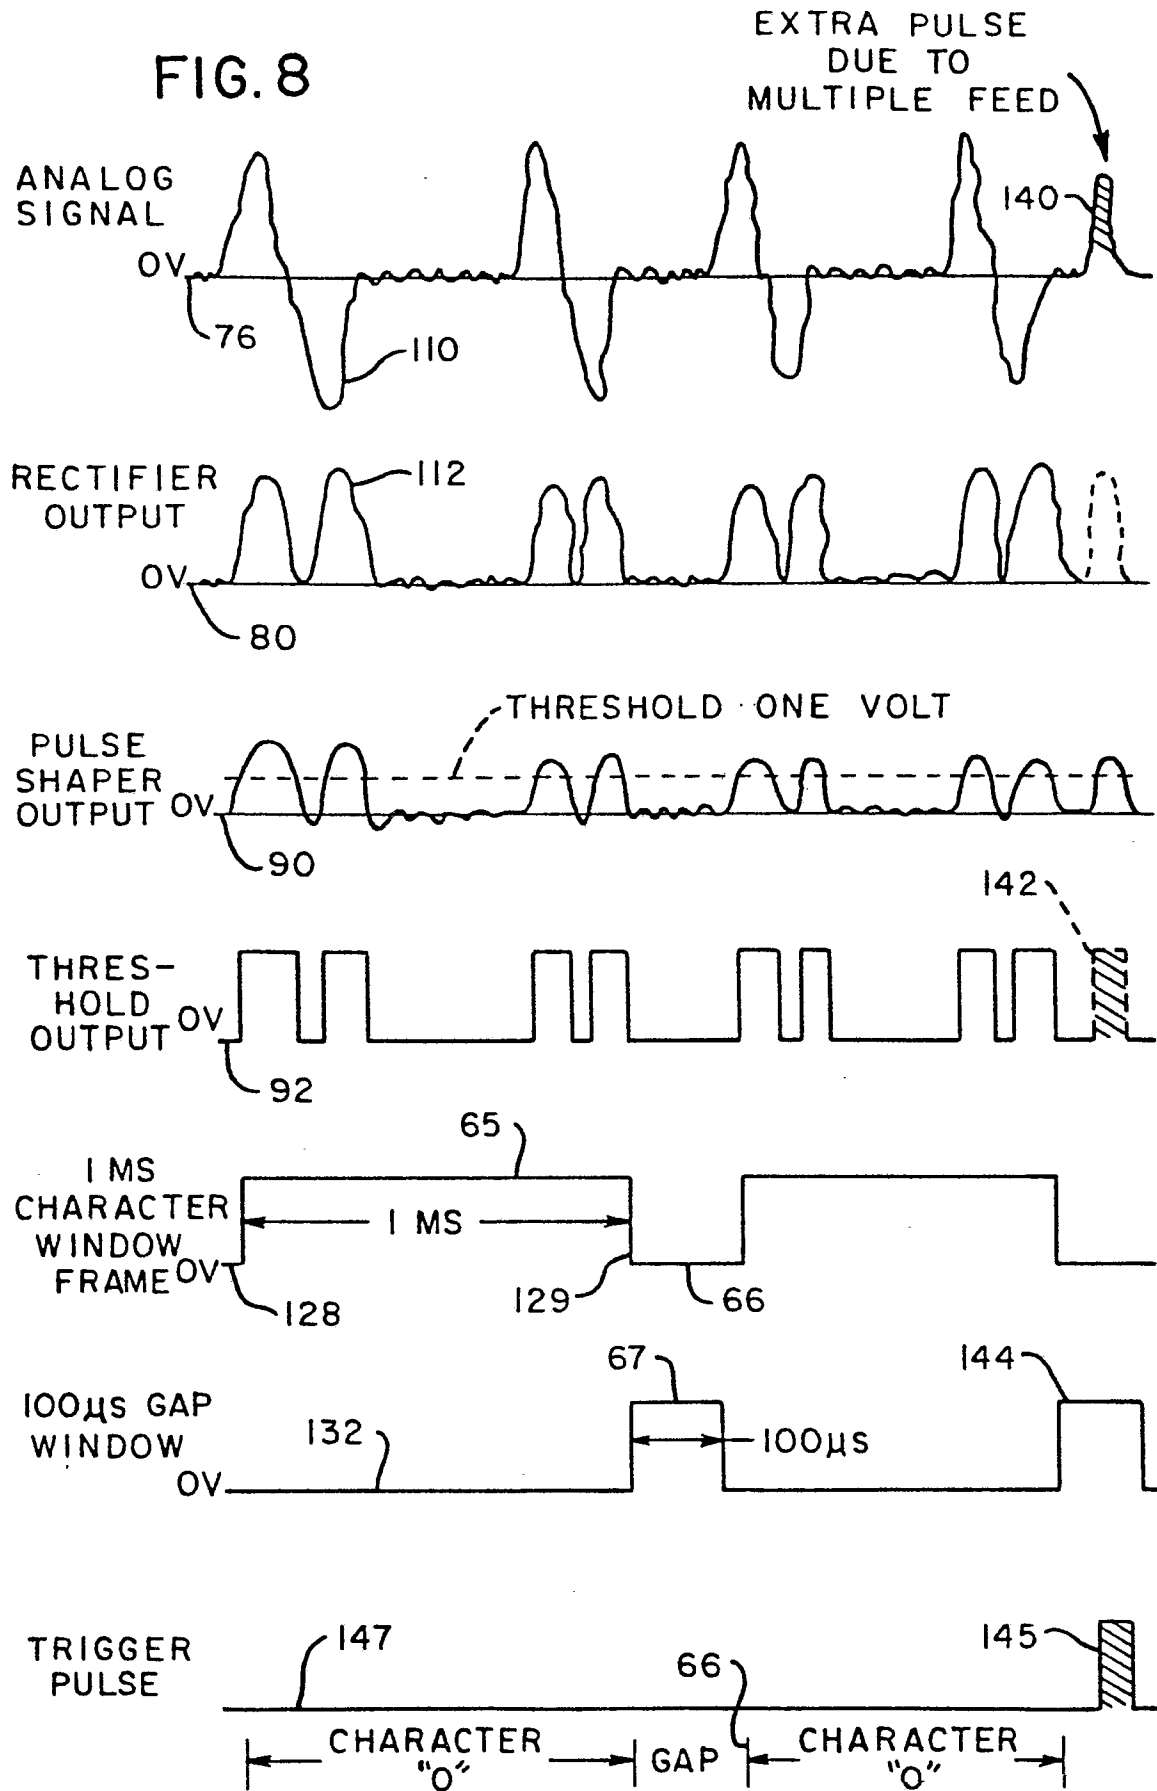 FIG. 8
EXTRA PULSE
DUE TO
MULTIPLE FEED
ANALOG
SIGNAL
140
OV
76
110
RECTIFIER
OUTPUT
112
OV
80
THRESHOLD ONE VOLT
PULSE
SHAPER
OUTPUT
OV
90
142
THRES-
HOLD
OUTPUT
OV
92
65
1 MS
CHARACTER
WINDOW
FRAME
OV
1 MS
128
129
66
67
144
100μS GAP
WINDOW
132
100μS
OV
TRIGGER
PULSE
147
66
145
CHARACTER
"O"
GAP
CHARACTER
"O"